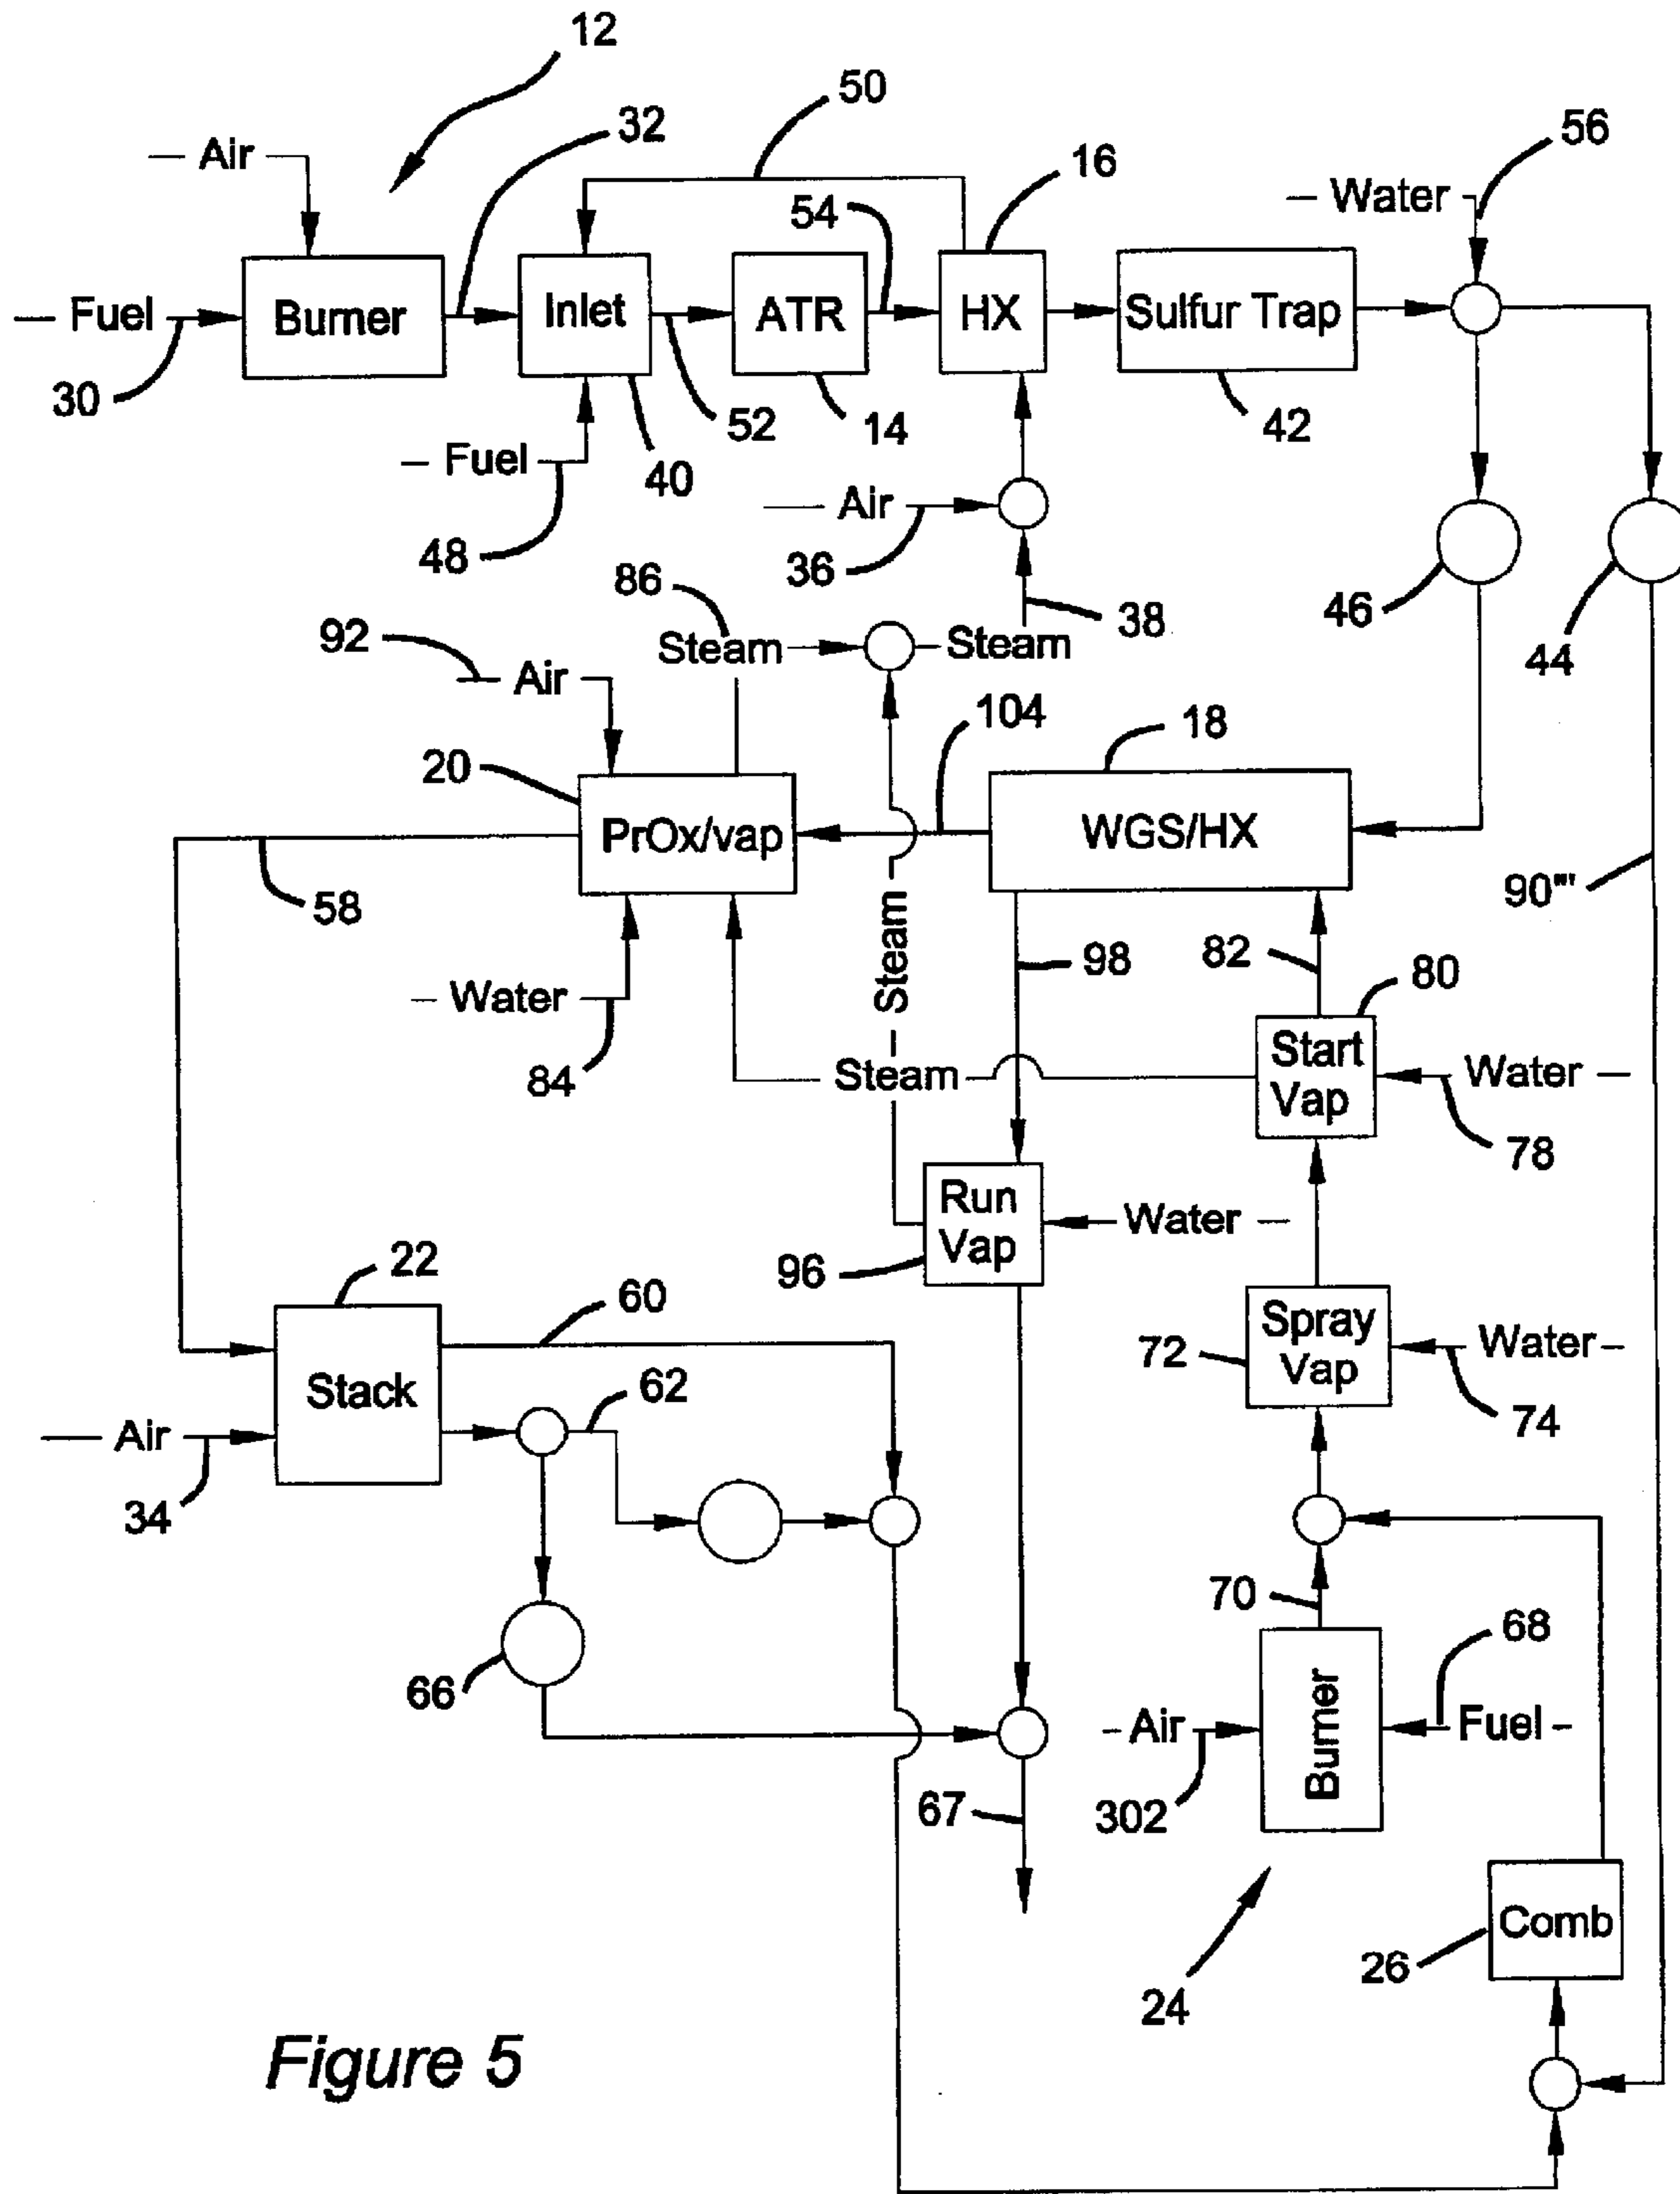 12
Air
32
50
16
56
Water
54
Fuel
Burner
Inlet
ATR
HX
Sulfur Trap
30
52
14
42
Fuel
40
Air
48
36
46
44
86
38
92
Steam
Steam
Air
104
18
20
PrOx/vap
WGS/HX
90'''
58
Steam
98
82
80
Water
Start
Vap
84
Steam
Water
78
Run
Vap
Water
96
22
60
Spray
Vap
72
Water
Stack
62
74
Air
34
70
68
66
Air
Burner
Fuel
67
302
Comb
26
24
Figure 5